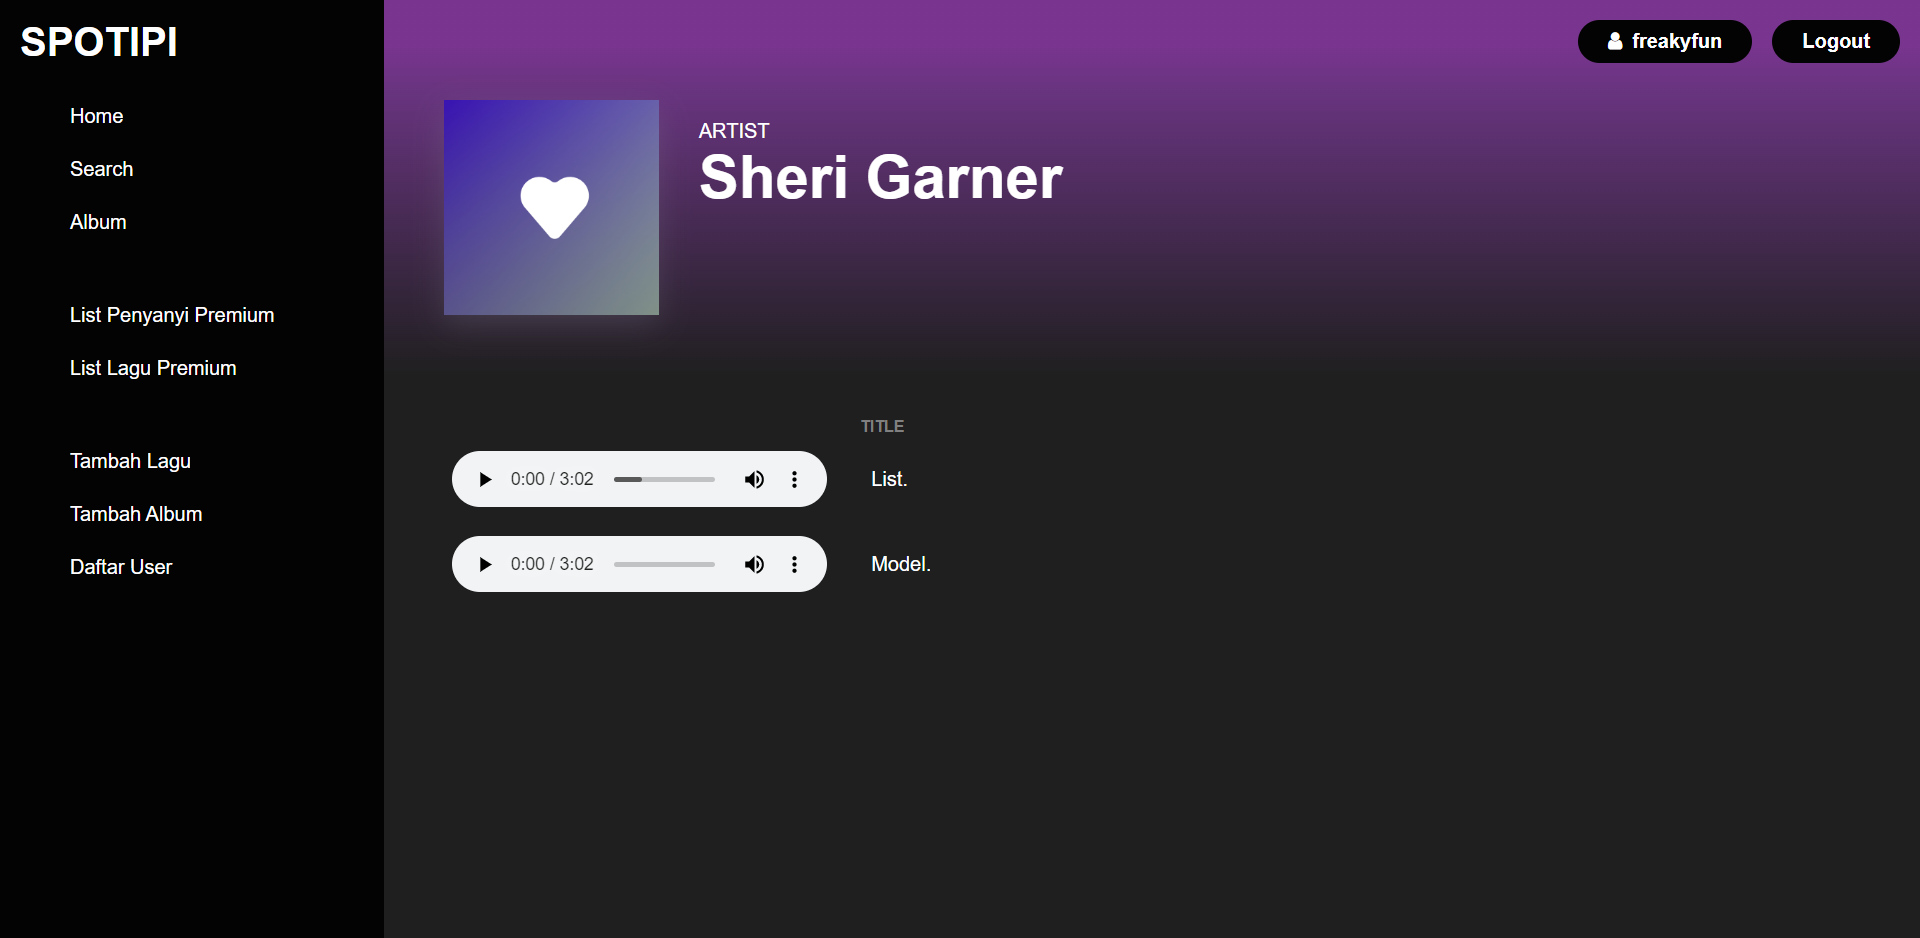 SPOTIPI
Home
Search
Album
List Penyanyi Premium
List Lagu Premium
Tambah Lagu
Tambah Album
Daftar User
freakyfun
Logout
ARTIST
Sheri Garner
TITLE
0:00 / 3:02
List.
0:00 / 3:02
Model.